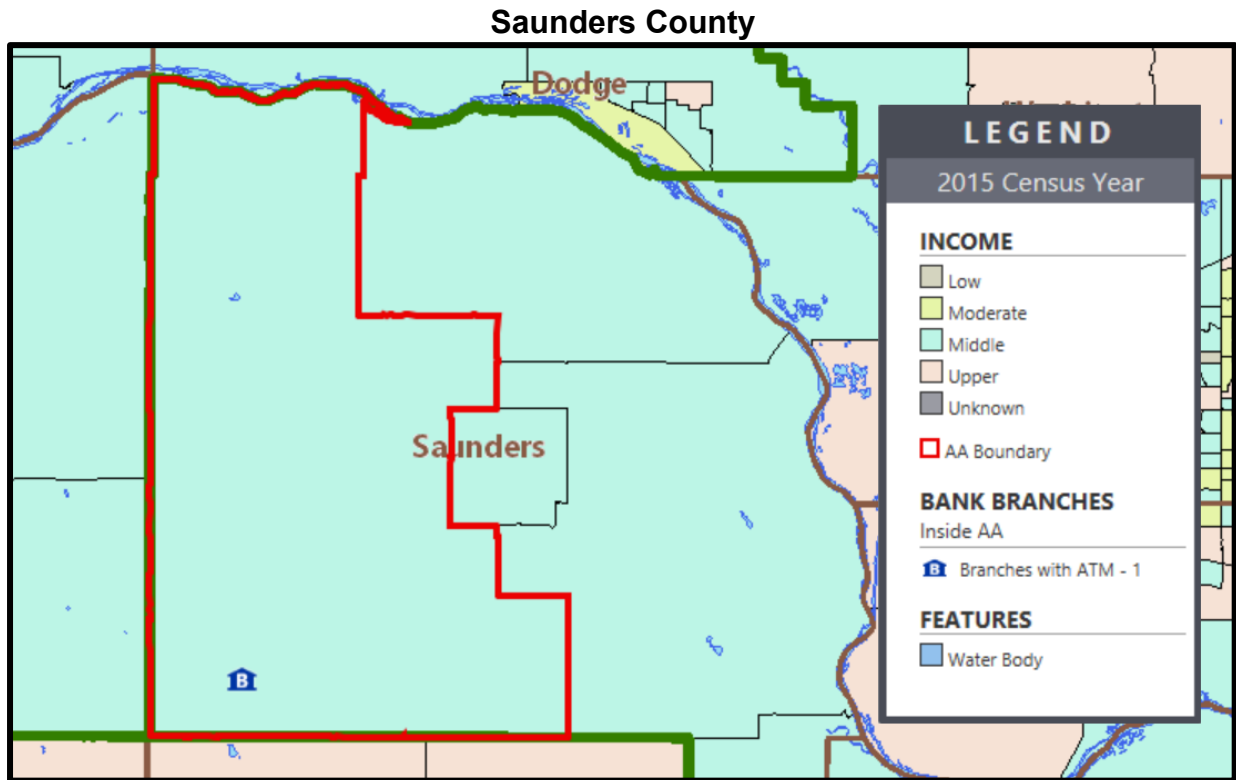 Saunders County
Dodge
LEGEND
2015 Census Year
INCOME
Low
Moderate
Middle
Upper
Unknown
AA Boundary
BANK BRANCHES
Inside AA
B Branches with ATM - 1
FEATURES
Water Body
Saunders
B